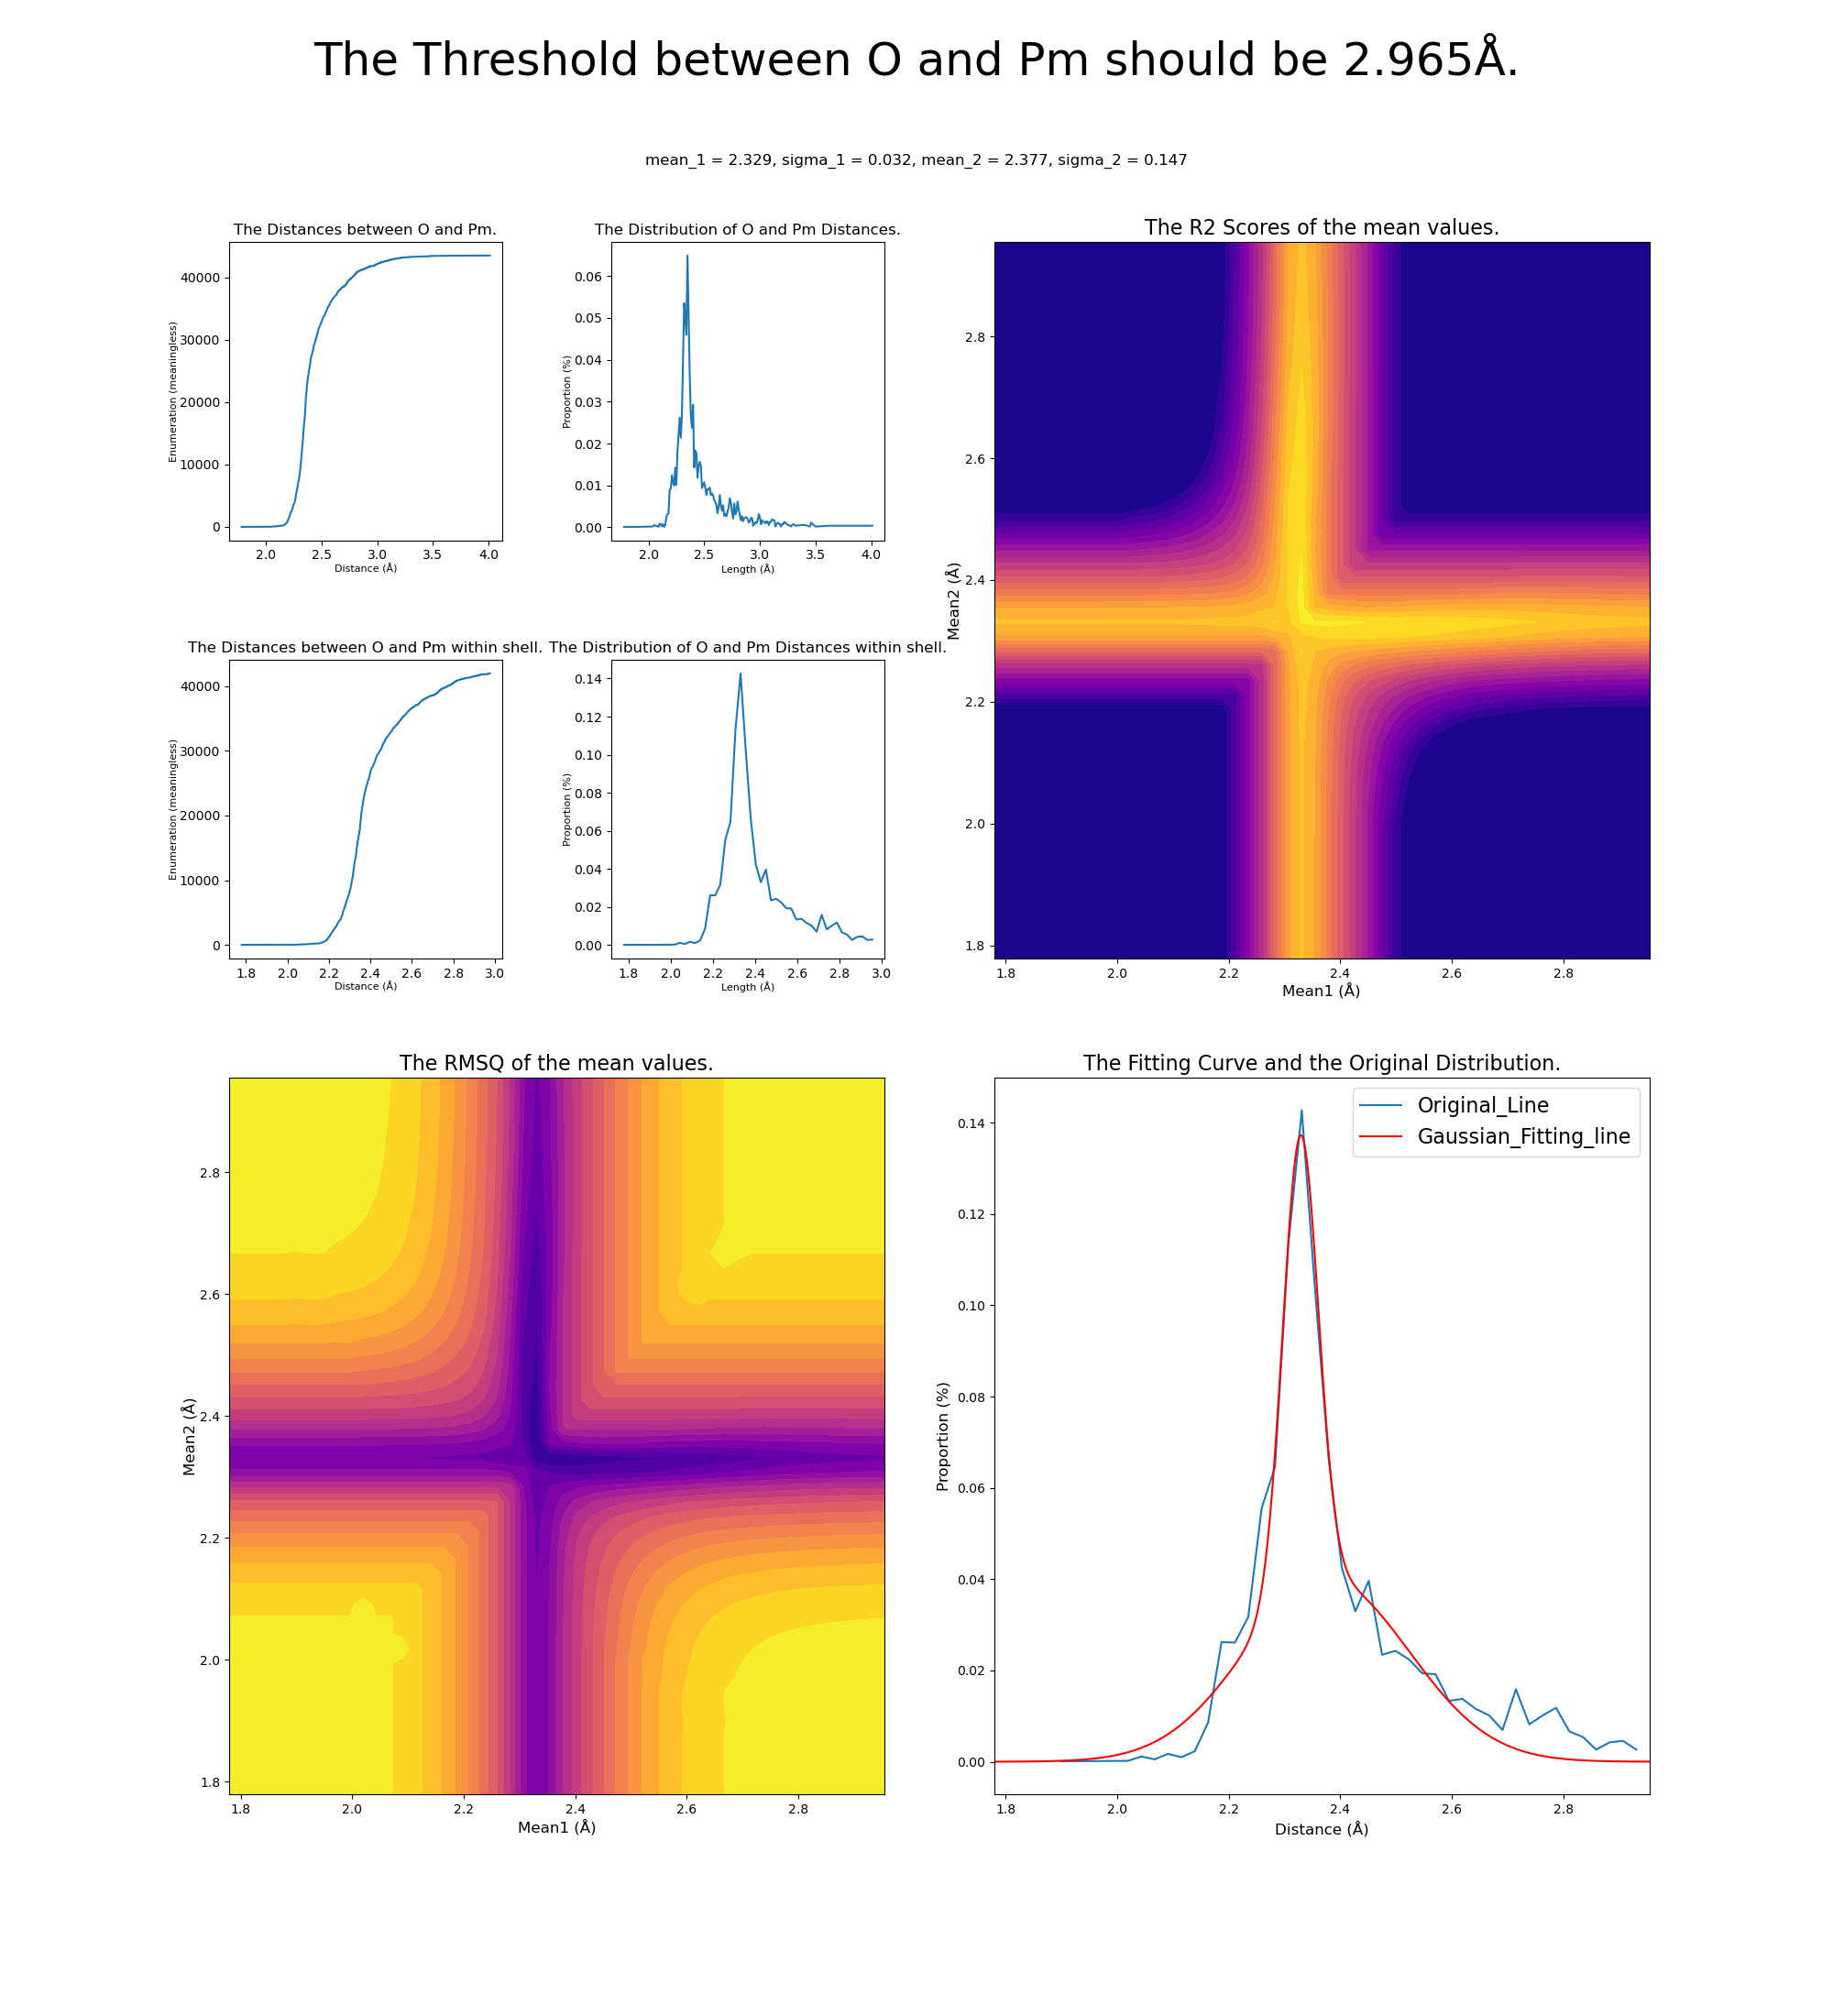 The Threshold between O and Pm should be 2.965Å.
mean_1 = 2.329, sigma_1 = 0.032, mean_2 = 2.377, sigma_2 = 0.147
The Distances between O and Pm.
Enumeration (meaningless)
40000
30000
20000
10000
0
2.0 2.5 3.0 3.5 4.0
Distance (Å)
The Distribution of O and Pm Distances.
Proportion (%)
0.06
0.05
0.04
0.03
0.02
0.01
0.00
2.0 2.5 3.0 3.5 4.0
Length (Å)
The R2 Scores of the mean values.
Mean2 (Å)
2.8
2.6
2.4
2.2
2.0
1.8
1.8 2.0 2.2 2.4 2.6 2.8
Mean1 (Å)
The Distances between O and Pm within shell.
Enumeration (meaningless)
40000
30000
20000
10000
0
1.8 2.0 2.2 2.4 2.6 2.8 3.0
Distance (Å)
The Distribution of O and Pm Distances within shell.
Proportion (%)
0.14
0.12
0.10
0.08
0.06
0.04
0.02
0.00
1.8 2.0 2.2 2.4 2.6 2.8 3.0
Length (Å)
The RMSQ of the mean values.
Mean2 (Å)
2.8
2.6
2.4
2.2
2.0
1.8
1.8 2.0 2.2 2.4 2.6 2.8
Mean1 (Å)
The Fitting Curve and the Original Distribution.
Original_Line
Gaussian_Fitting_line
Proportion (%)
0.14
0.12
0.10
0.08
0.06
0.04
0.02
0.00
1.8 2.0 2.2 2.4 2.6 2.8
Distance (Å)